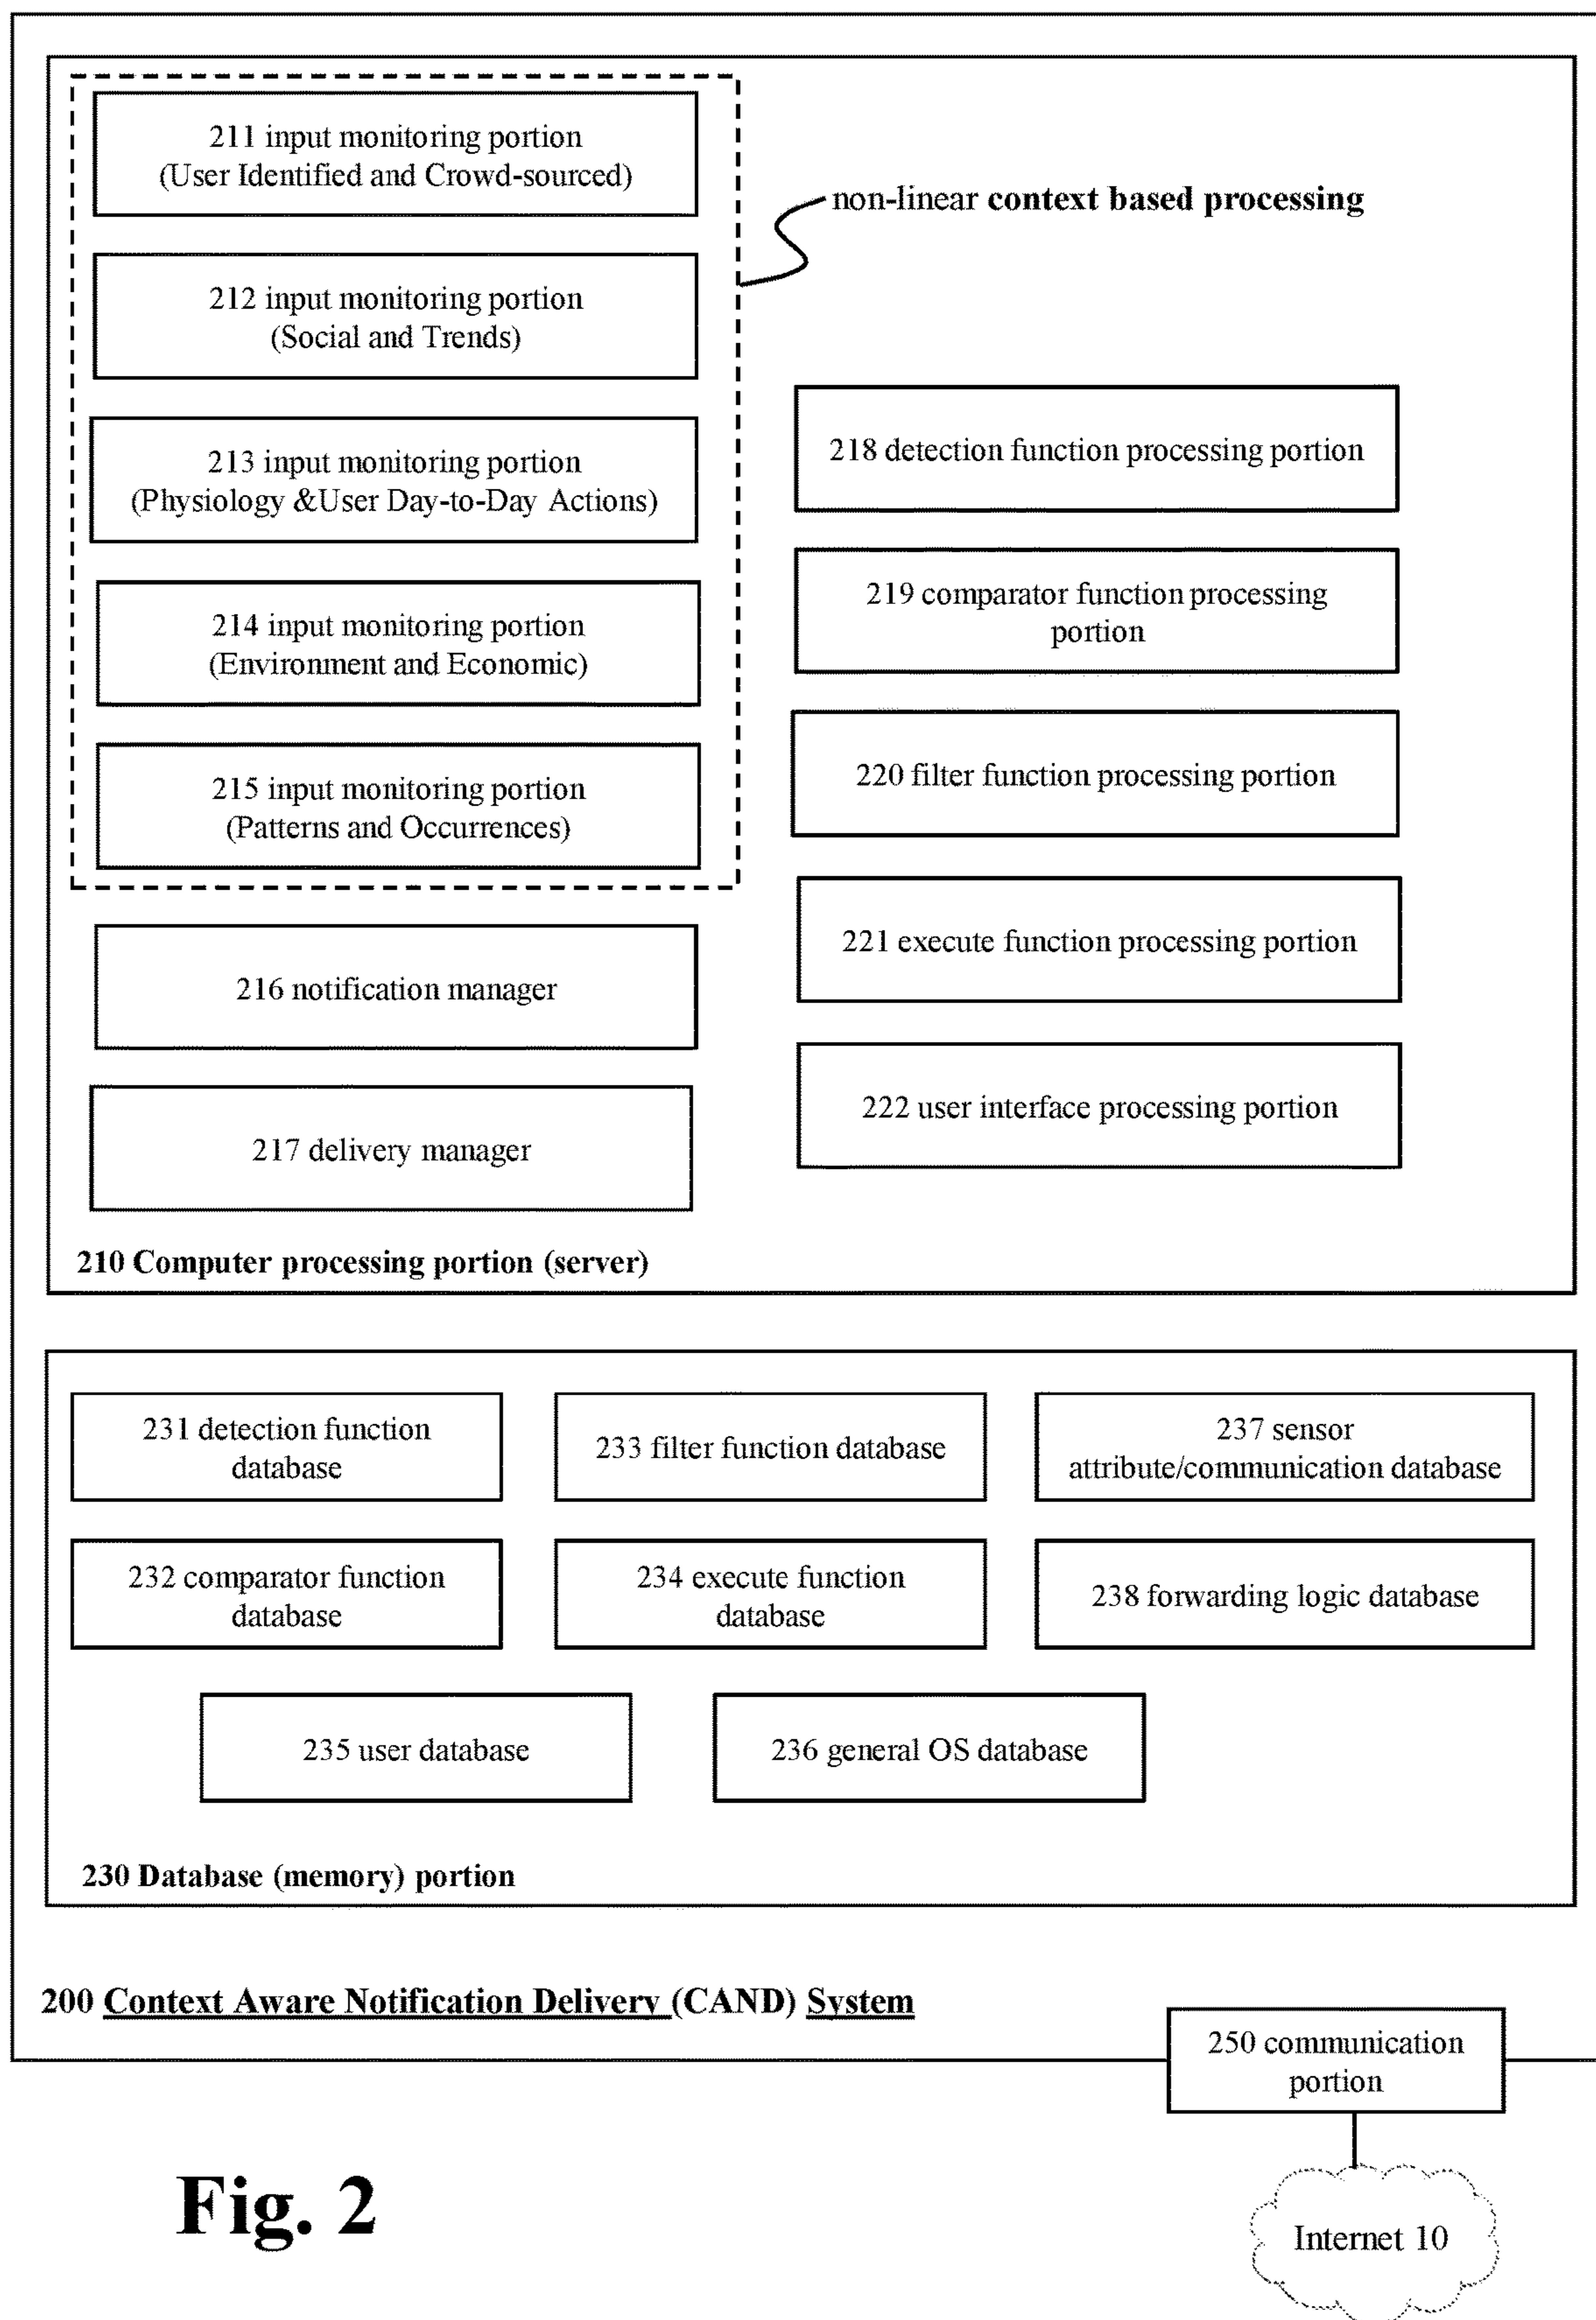 211 input monitoring portion
(User Identified and Crowd-sourced)
non-linear context based processing
212 input monitoring portion
(Social and Trends)
213 input monitoring portion
(Physiology &User Day-to-Day Actions)
214 input monitoring portion
(Environment and Economic)
215 input monitoring portion
(Patterns and Occurrences)
216 notification manager
217 delivery manager
218 detection function processing portion
219 comparator function processing
portion
220 filter function processing portion
221 execute function processing portion
222 user interface processing portion
210 Computer processing portion (server)
231 detection function
database
233 filter function database
237 sensor
attribute/communication database
232 comparator function
database
234 execute function
database
238 forwarding logic database
235 user database
236 general OS database
230 Database (memory) portion
200 Context Aware Notification Delivery (CAND) System
250 communication
portion
Internet 10
Fig. 2